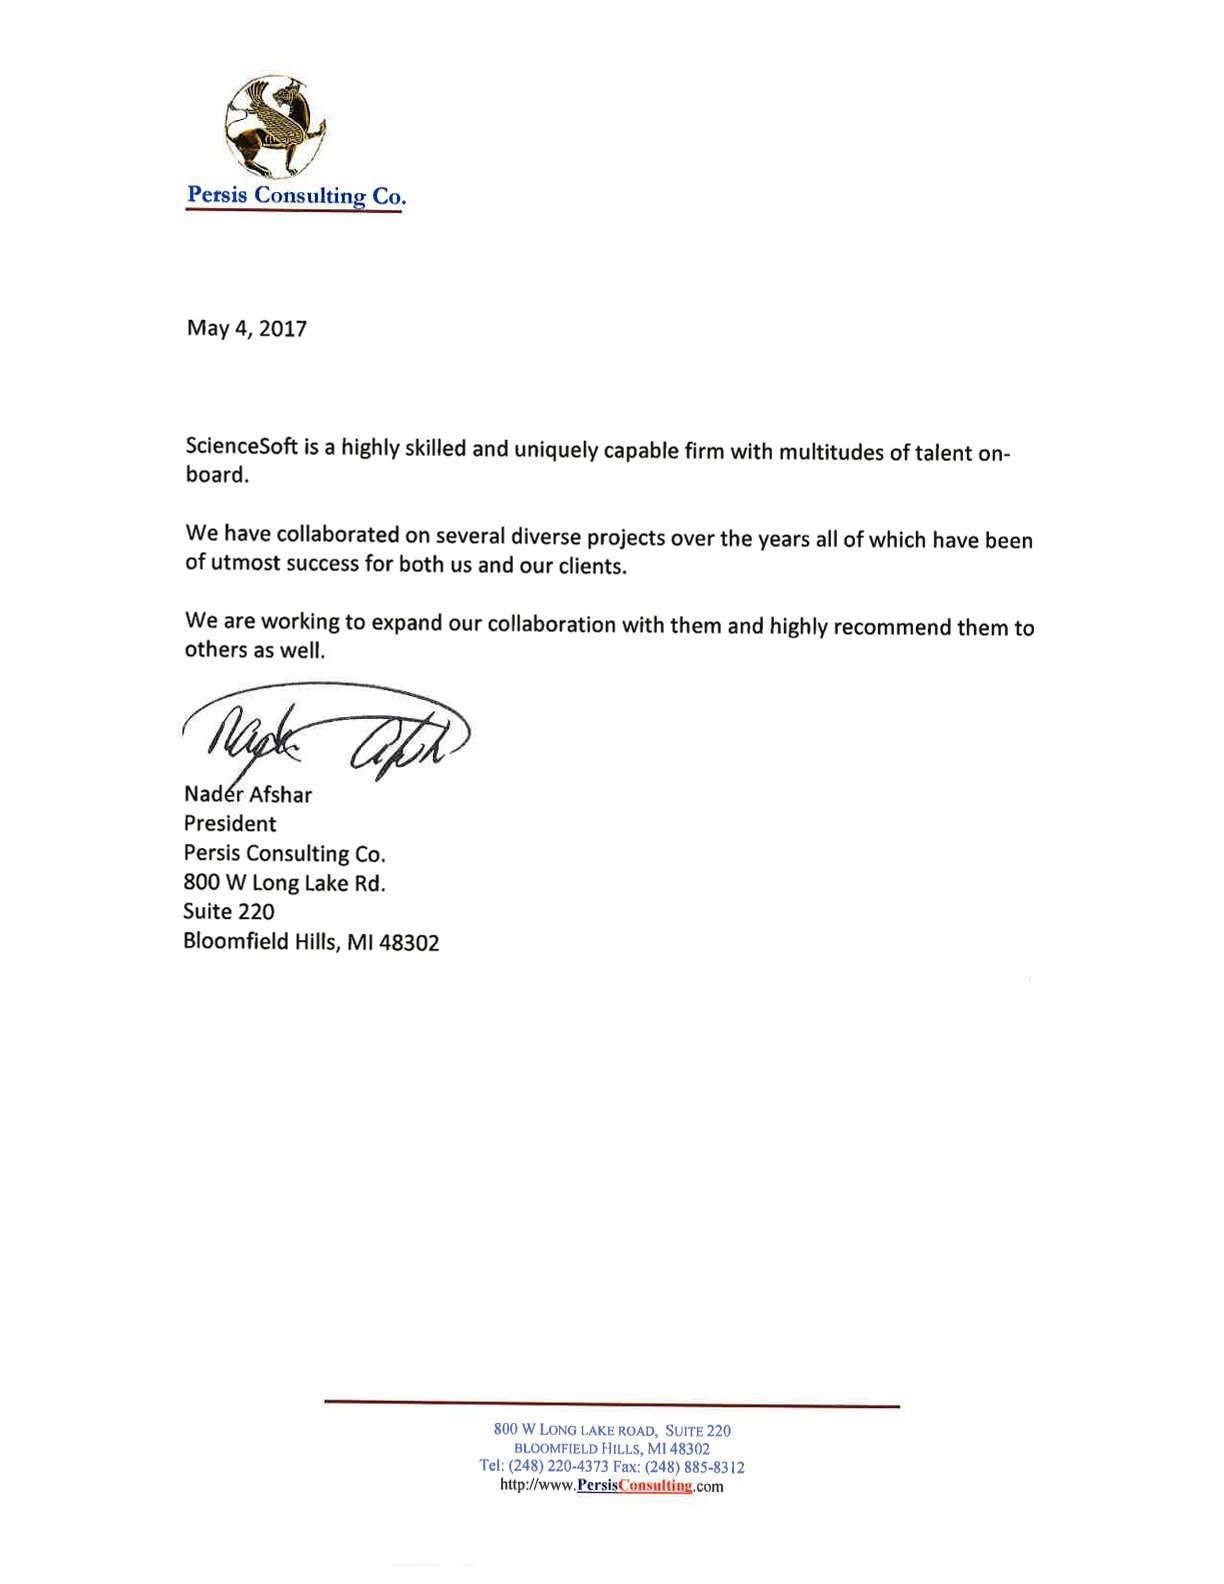 Persis Consulting Co.
May 4, 2017
ScienceSoft is a highly skilled and uniquely capable firm with multitudes of talent on-
board.
We have collaborated on several diverse projects over the years all of which have been
of utmost success for both us and our clients.
We are working to expand our collaboration with them and highly recommend them to
others as well.
Nader Afshar
Nader Afshar
President
Persis Consulting Co.
800 W Long Lake Rd.
Suite 220
Bloomfield Hills, MI 48302
800 W LONG LAKE ROAD, SUITE 220
BLOOMFIELD HILLS, MI 48302
Tel: (248) 220-4373 Fax: (248) 885-8312
http://www.PersisConsulting.com